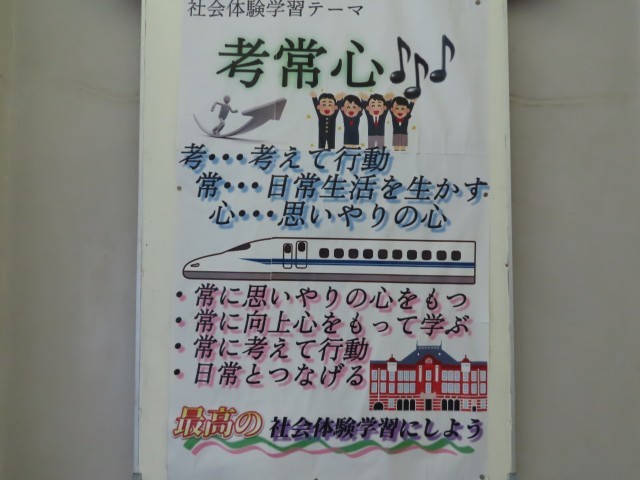 社会体験学習テーマ
考常心
考・・・考えて行動
常・・・日常生活を生かす
心・・・思いやりの心
・常に思いやりの心をもつ
・常に向上心をもって学ぶ
・常に考えて行動
・日常とつなげる
最高の 社会体験学習にしよう